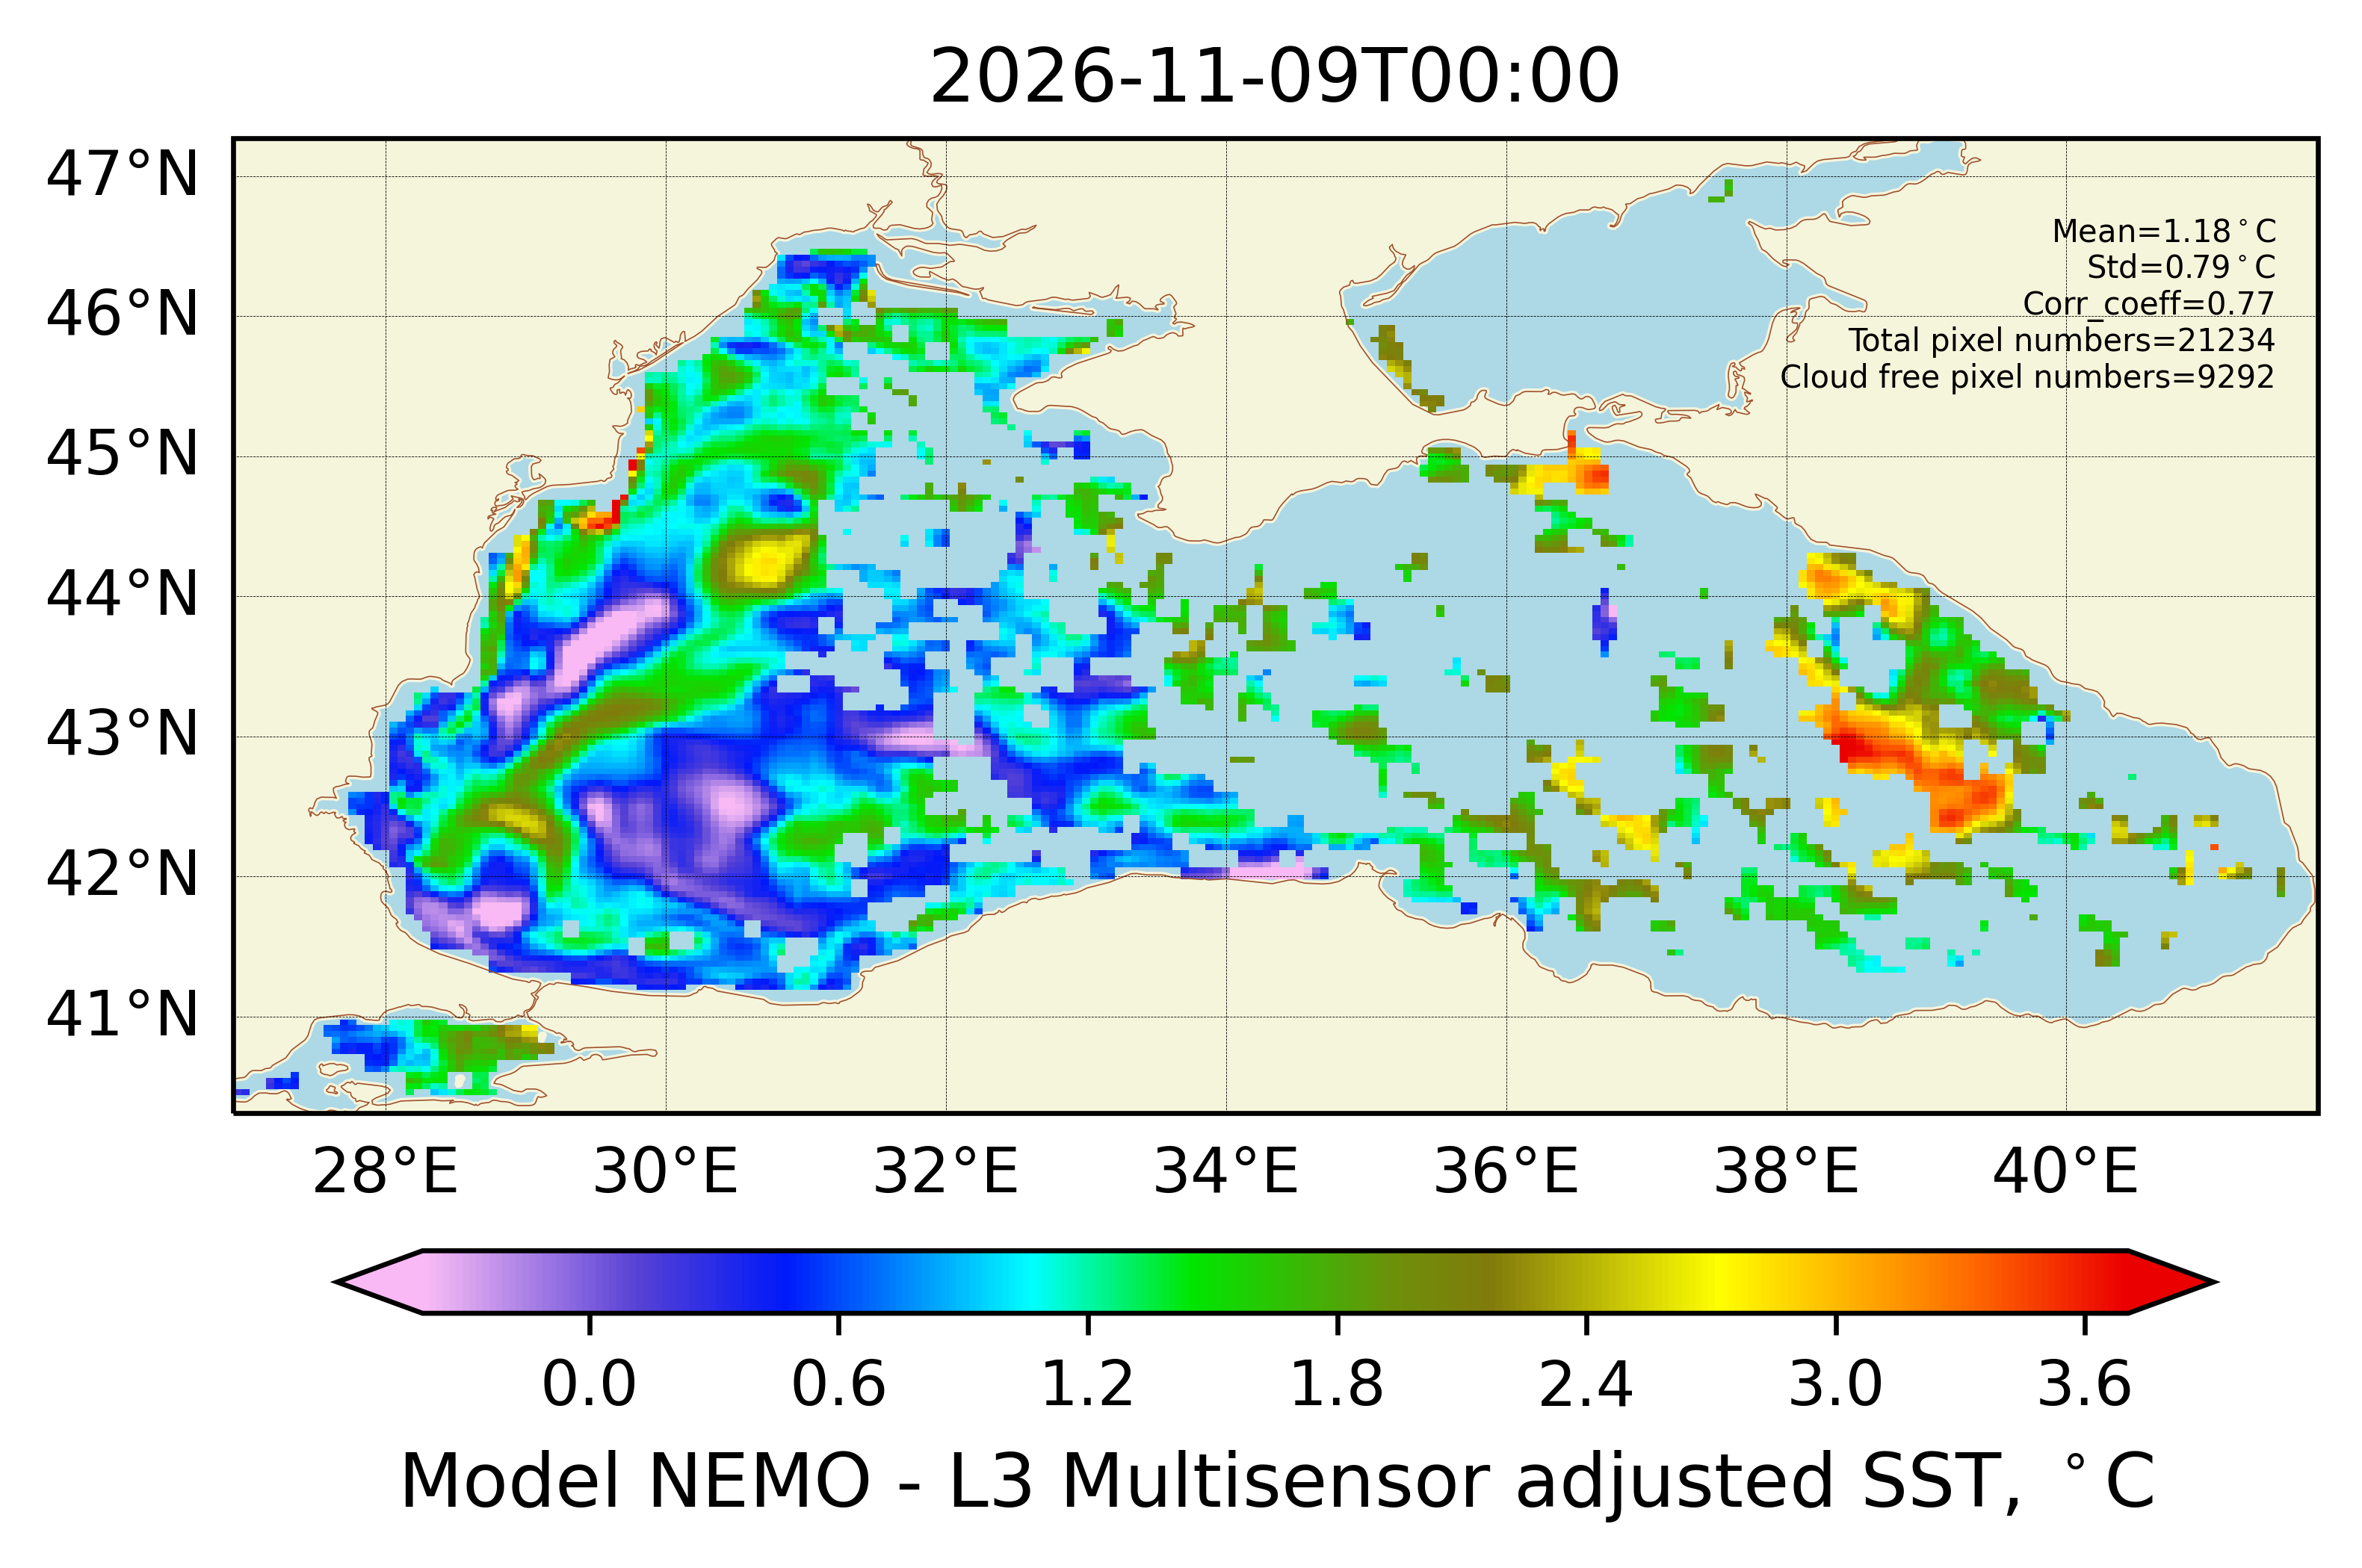 2026-11-09T00:00
47°N
46°N
45°N
44°N
43°N
42°N
41°N
Mean=1.18°C
Std=0.79°C
Corr_coeff=0.77
Total pixel numbers=21234
Cloud free pixel numbers=9292
28°E 30°E 32°E 34°E 36°E 38°E 40°E
0.0 0.6 1.2 1.8 2.4 3.0 3.6
Model NEMO - L3 Multisensor adjusted SST, °C